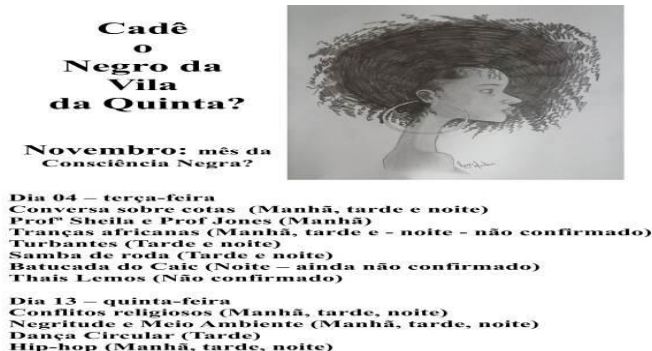 Cadê
o
Negro da
Vila
da Quinta?
Novembro: mês da
Consciência Negra?
Dia 04 – terça-feira
Conversa sobre cotas (Manhã, tarde e noite)
Profª Sheila e Prof Jones (Manhã)
Tranças africanas (Manhã, tarde e - noite - não confirmado)
Turbantes (Tarde e noite)
Samba de roda (Tarde e noite)
Batucada do Caic (Noite – ainda não confirmado)
Thais Lemos (Não confirmado)
Dia 13 – quinta-feira
Conflitos religiosos (Manhã, tarde, noite)
Negritude e Meio Ambiente (Manhã, tarde, noite)
Dança Circular (Tarde)
Hip-hop (Manhã, tarde, noite)